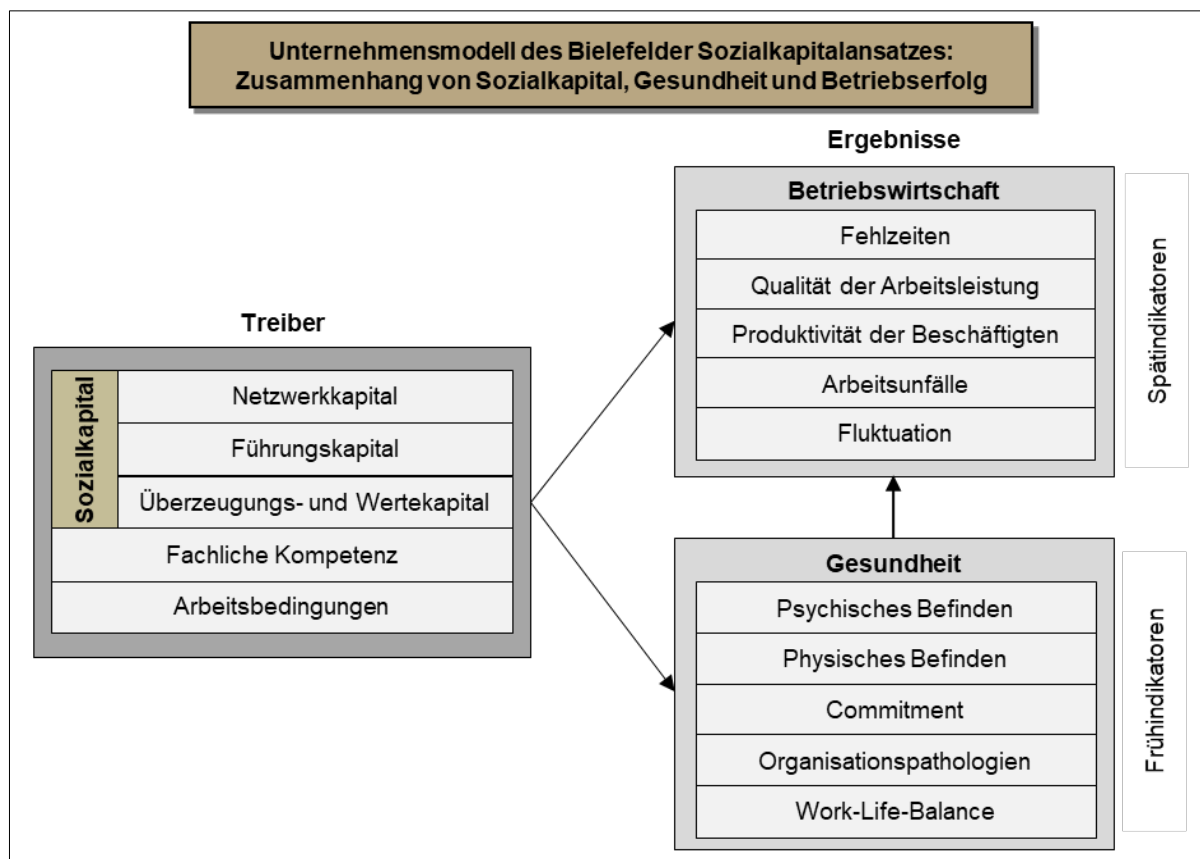 Unternehmensmodell des Bielefelder Sozialkapitalansatzes:
Zusammenhang von Sozialkapital, Gesundheit und Betriebserfolg
Treiber
Sozialkapital
Netzwerkkapital
Führungskapital
Überzeugungs- und Wertekapital
Fachliche Kompetenz
Arbeitsbedingungen
Ergebnisse
Betriebswirtschaft
Fehlzeiten
Qualität der Arbeitsleistung
Produktivität der Beschäftigten
Arbeitsunfälle
Fluktuation
Spätindikatoren
Gesundheit
Psychisches Befinden
Physisches Befinden
Commitment
Organisationspathologien
Work-Life-Balance
Frühindikatoren